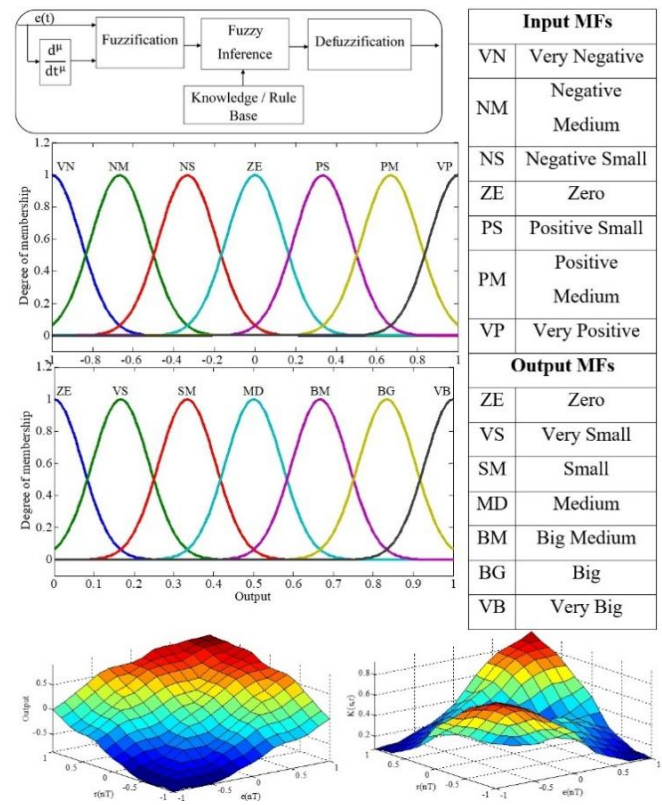 e(t)
d^μ
dt^μ
Fuzzification
Fuzzy
Inference
Defuzzification
Knowledge / Rule
Base
Degree of membership
1.2
1
0.8
0.6
0.4
0.2
0
VN NM NS ZE PS PM VP
-1 -0.8 -0.6 -0.4 -0.2 0 0.2 0.4 0.6 0.8 1
Degree of membership
1.2
1
0.8
0.6
0.4
0.2
0
ZE VS SM MD BM BG VB
0 0.1 0.2 0.3 0.4 0.5 0.6 0.7 0.8 0.9 1
Output
Input MFs
VN Very Negative
NM Negative
Medium
NS Negative Small
ZE Zero
PS Positive Small
PM Positive
Medium
VP Very Positive
Output MFs
ZE Zero
VS Very Small
SM Small
MD Medium
BM Big Medium
BG Big
VB Very Big
Output
0.5
0
-0.5
0.5
0
-0.5
-1
r(nT)
-1
-0.5
0
0.5
e(nT)
K(e,r)
0.8
0.6
0.4
0.2
0.5
0
-0.5
-1
r(nT)
-1
-0.5
0
0.5
e(nT)